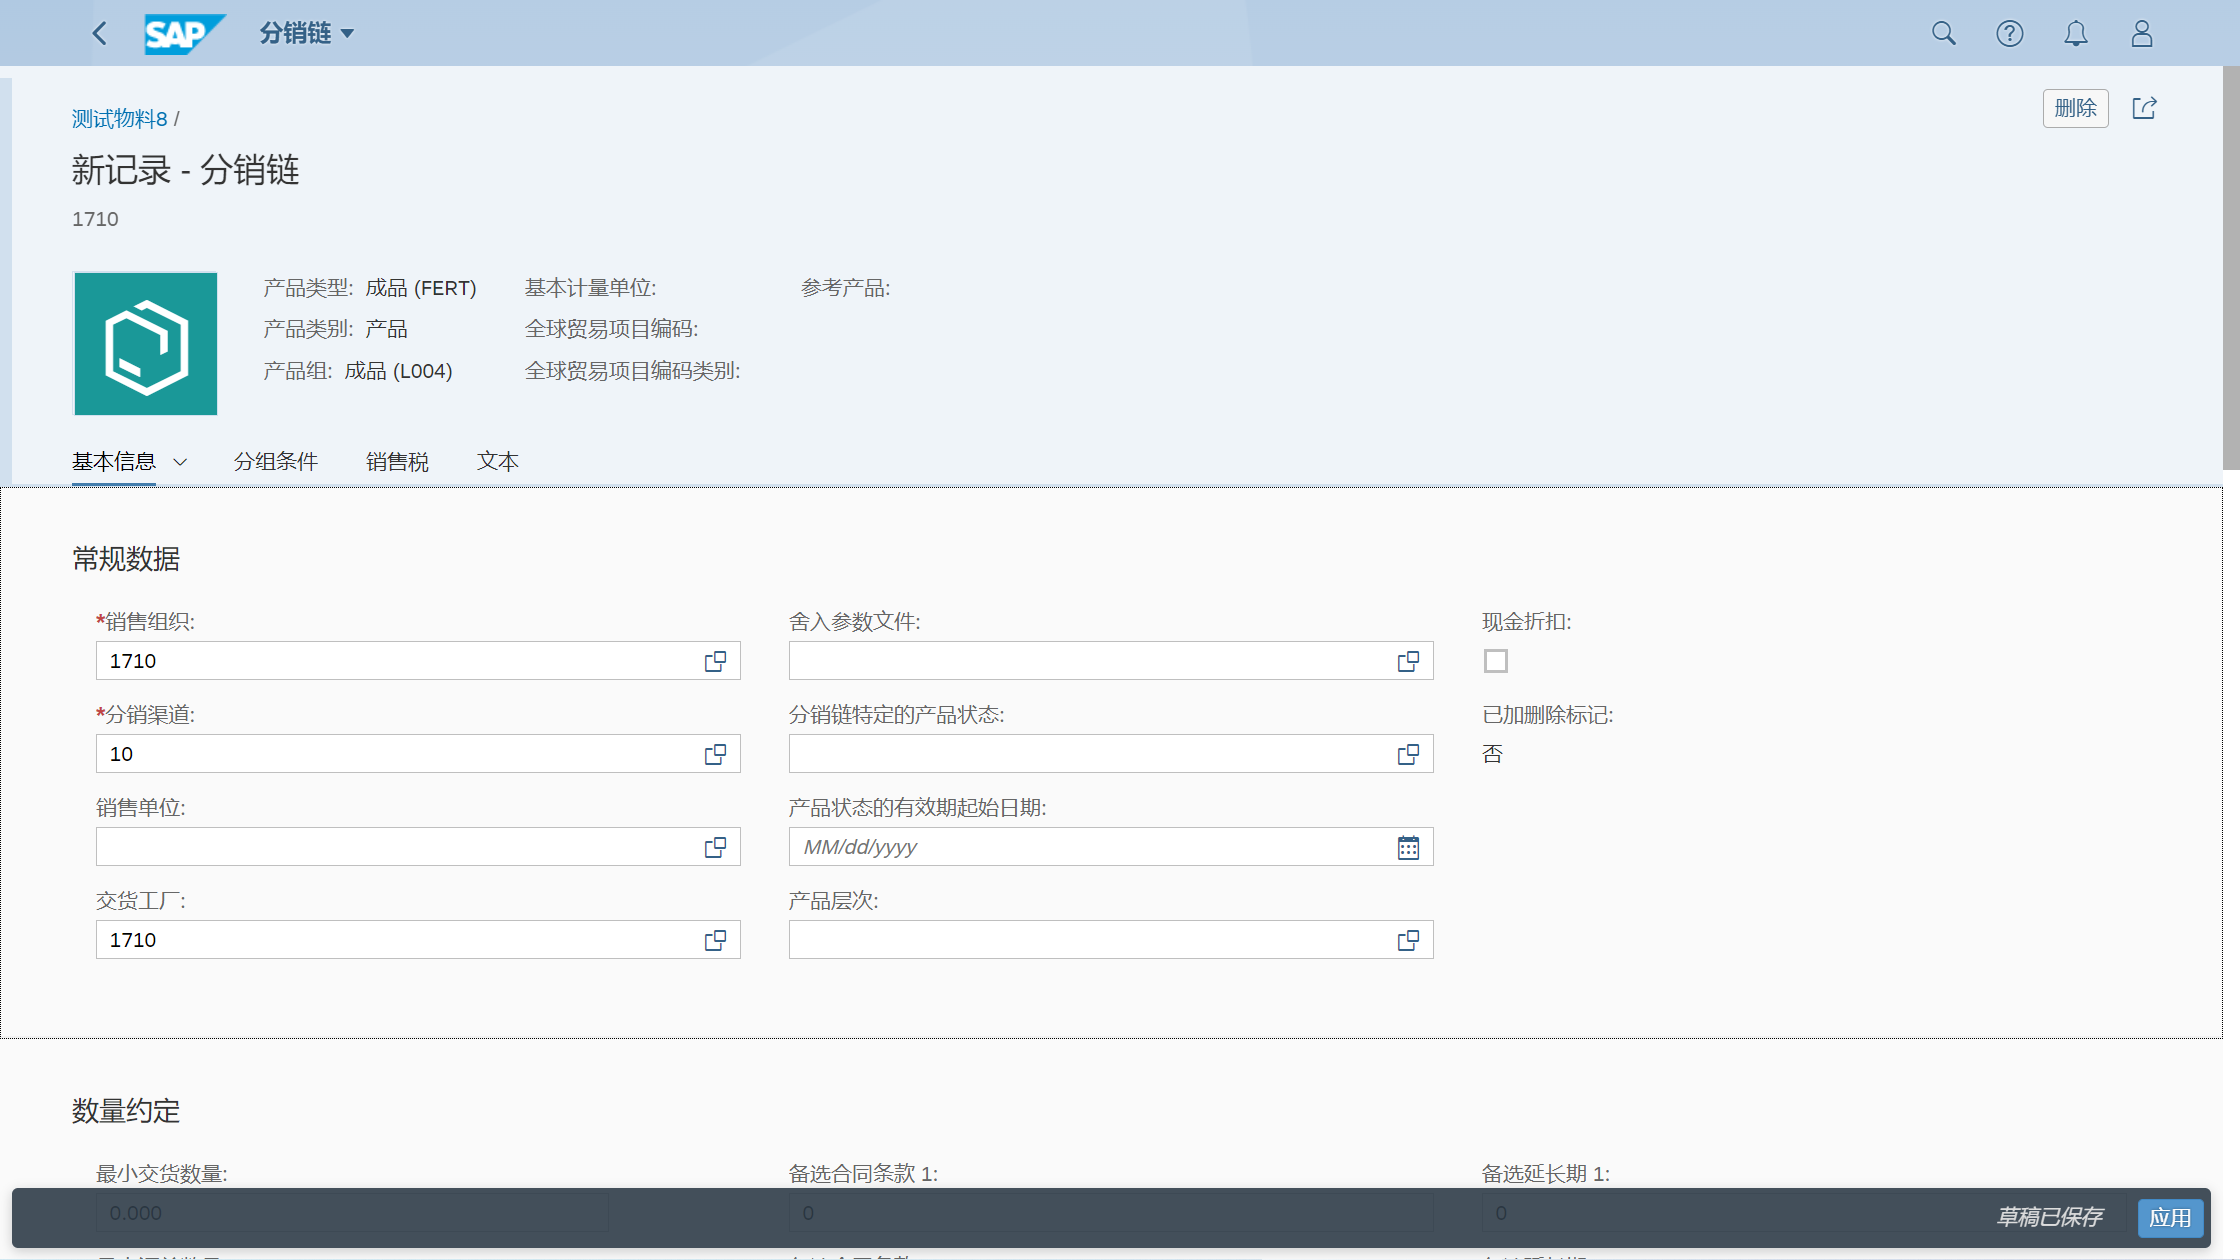 SAP 分销链
测试物料8 /
删除
新记录 - 分销链
1710
产品类型: 成品 (FERT) 基本计量单位: 参考产品:
产品类别: 产品 全球贸易项目编码:
产品组: 成品 (L004) 全球贸易项目编码类别:
基本信息 分组条件 销售税 文本
常规数据
*销售组织: 舍入参数文件: 现金折扣:
1710
*分销渠道: 分销链特定的产品状态: 已加删除标记:
10 否
销售单位: 产品状态的有效期起始日期:
MM/dd/yyyy
交货工厂: 产品层次:
1710
数量约定
最小交货数量: 备选合同条款 1: 备选延长期 1:
0.000 0 0 草稿已保存 应用